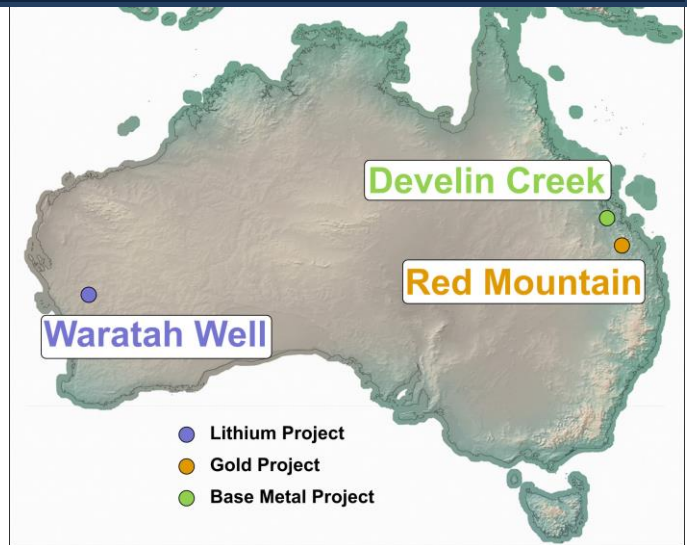 Develin Creek
Red Mountain
Waratah Well
Lithium Project
Gold Project
Base Metal Project